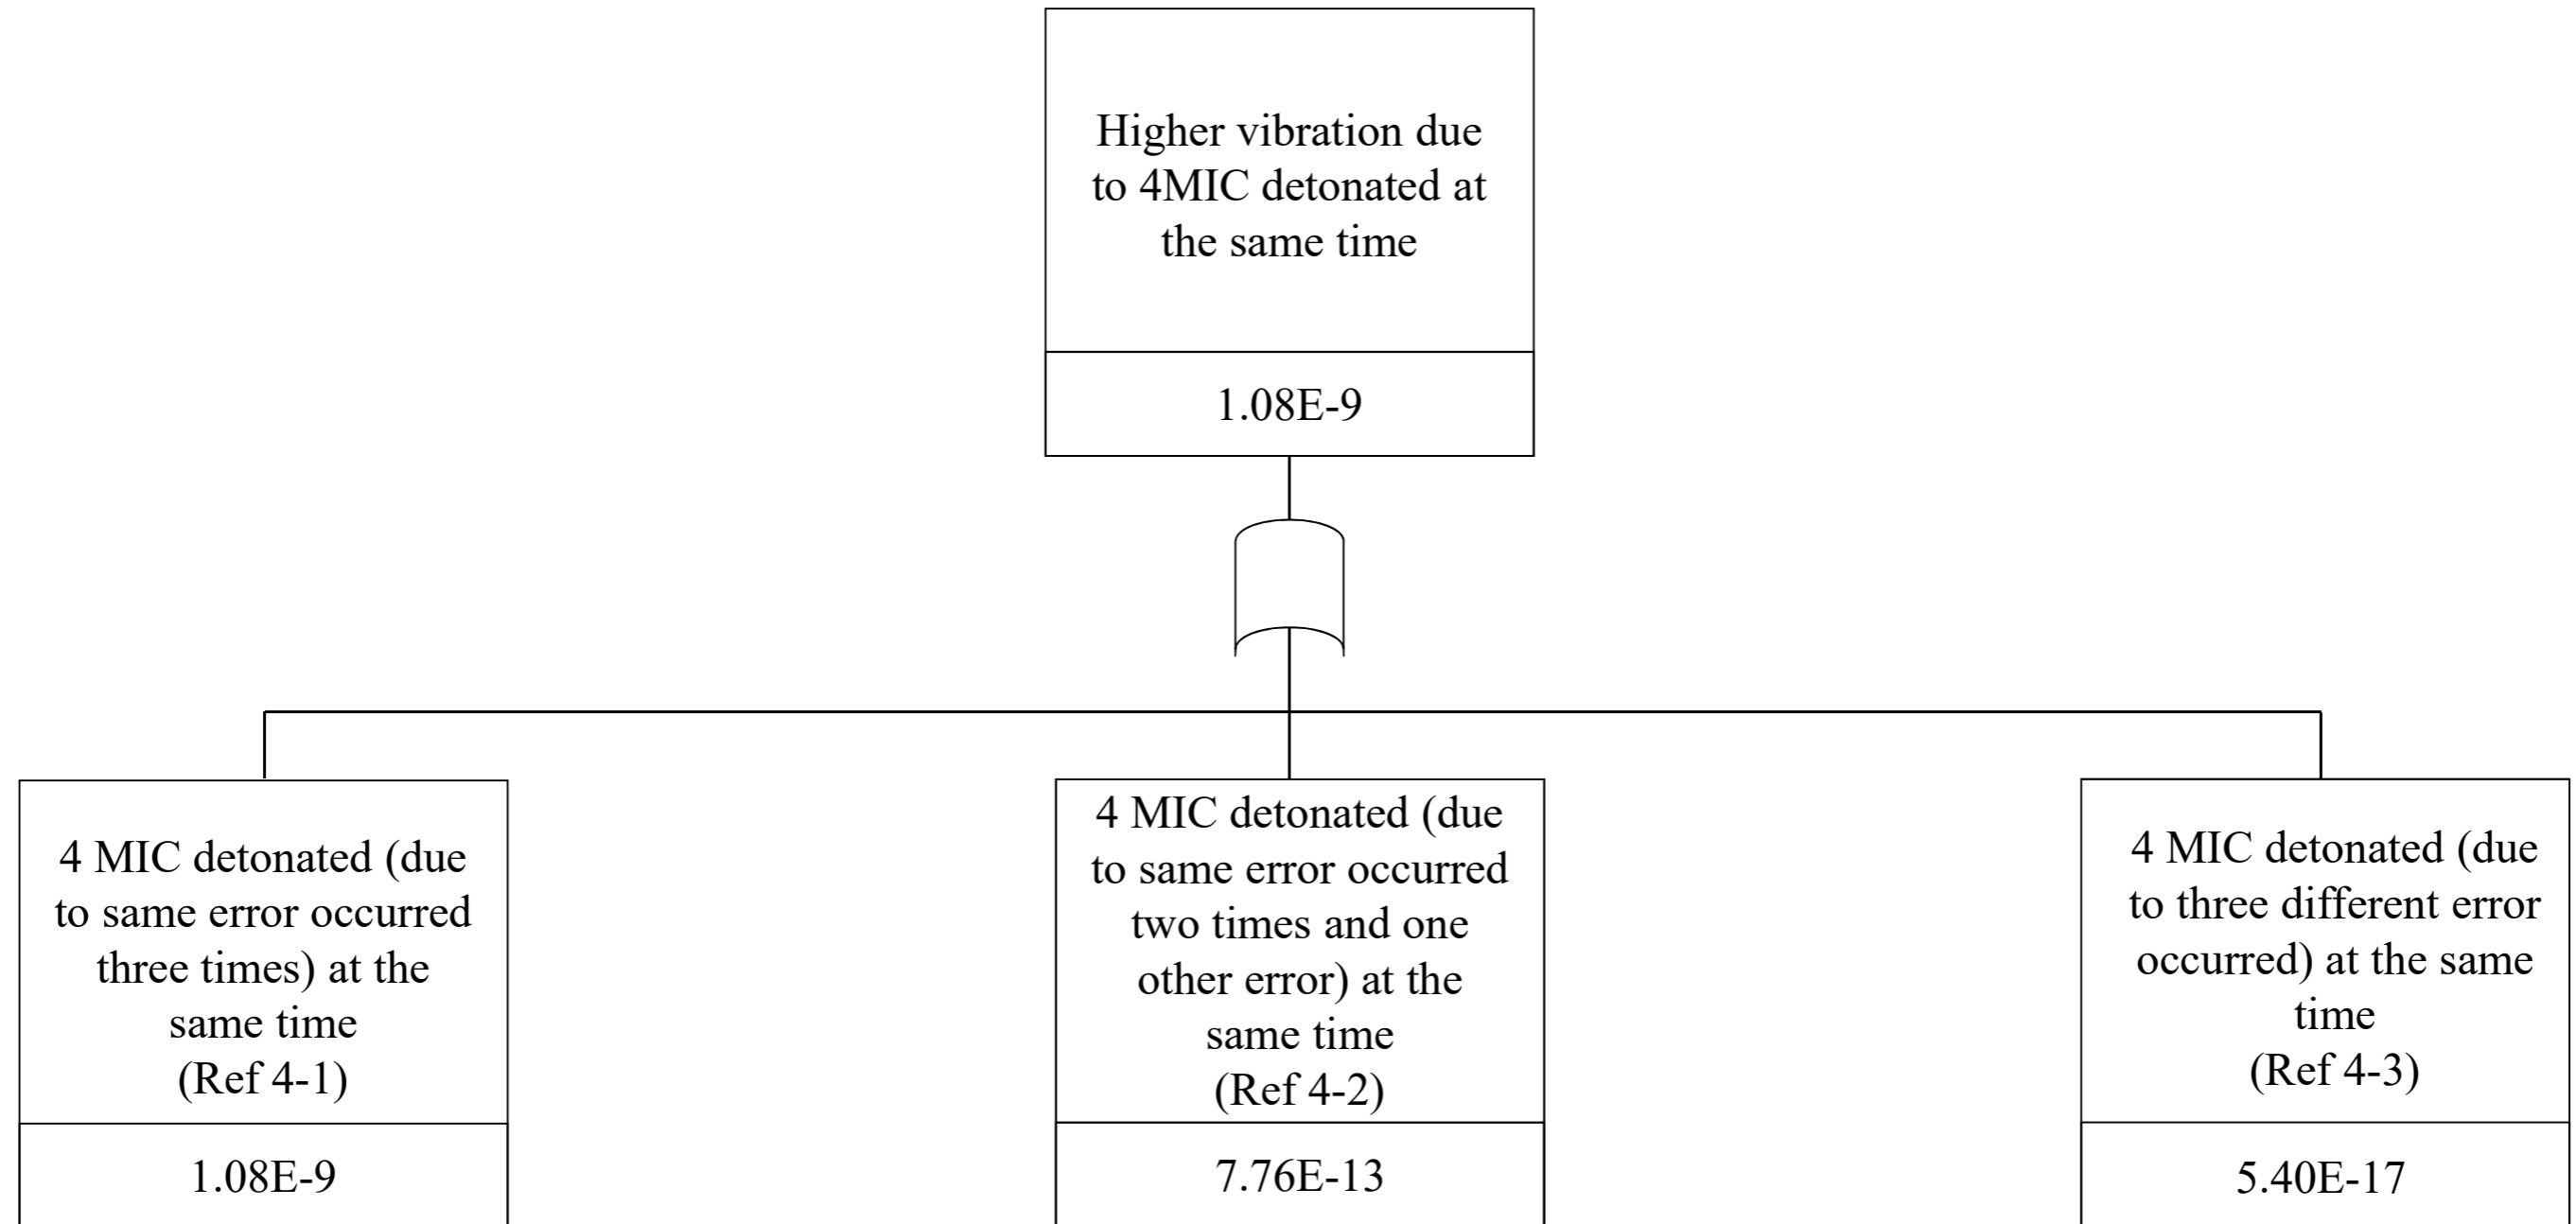 Higher vibration due
to 4MIC detonated at
the same time
1.08E-9
4 MIC detonated (due
to same error occurred
three times) at the
same time
(Ref 4-1)
1.08E-9
4 MIC detonated (due
to same error occurred
two times and one
other error) at the
same time
(Ref 4-2)
7.76E-13
4 MIC detonated (due
to three different error
occurred) at the same
time
(Ref 4-3)
5.40E-17